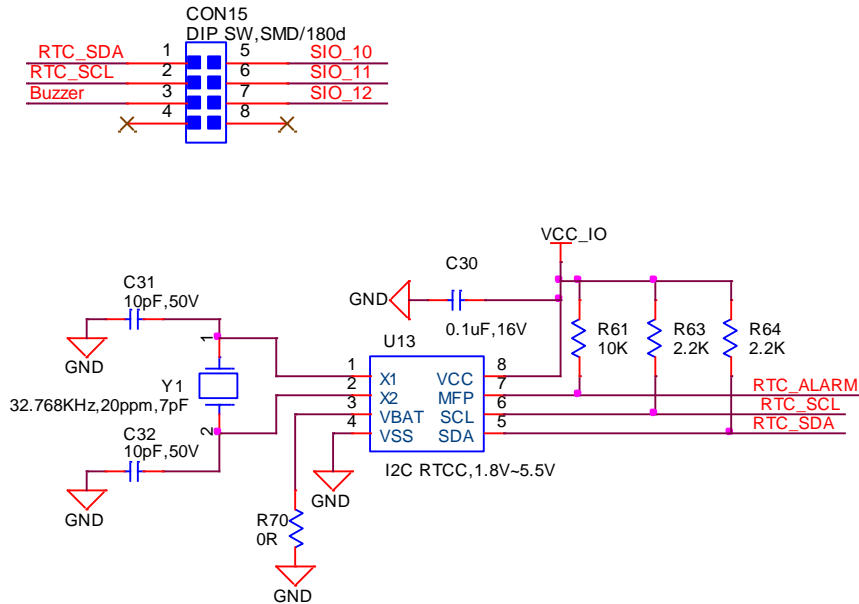 CON15
DIP SW,SMD/180d
RTC_SDA 1 5 SIO_10
RTC_SCL 2 6 SIO_11
Buzzer 3 7 SIO_12
4 8
VCC_IO
C30
GND
0.1uF,16V
C31
10pF,50V
GND
1
Y1
32.768KHz,20ppm,7pF
2
C32
10pF,50V
GND
U13
1 X1 VCC 8
2 X2 MFP 7
3 VBAT SCL 6
4 VSS SDA 5
I2C RTCC,1.8V~5.5V
GND
R70
0R
GND
R61
10K
R63
2.2K
R64
2.2K
RTC_ALARM
RTC_SCL
RTC_SDA